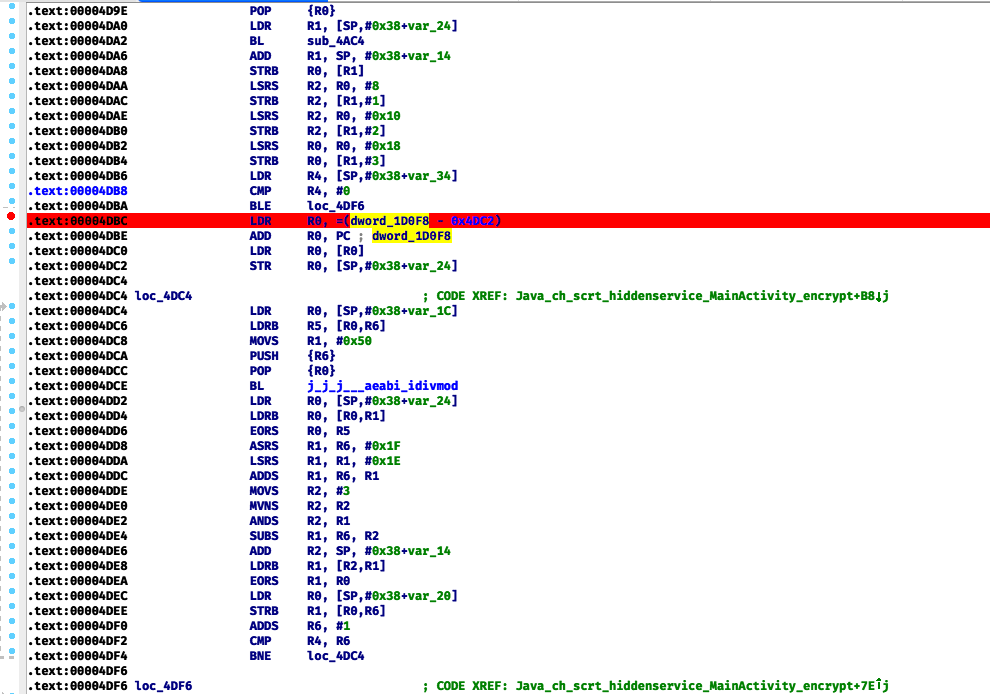 .text:00004D9E POP {R0}
.text:00004DA0 LDR R1, [SP,#0x38+var_24]
.text:00004DA2 BL sub_4AC4
.text:00004DA6 ADD R1, SP, #0x38+var_14
.text:00004DA8 STRB R0, [R1]
.text:00004DAA LSRS R2, R0, #8
.text:00004DAC STRB R2, [R1,#1]
.text:00004DAE LSRS R2, R0, #0x10
.text:00004DB0 STRB R2, [R1,#2]
.text:00004DB2 LSRS R0, R0, #0x18
.text:00004DB4 STRB R0, [R1,#3]
.text:00004DB6 LDR R4, [SP,#0x38+var_34]
.text:00004DB8 CMP R4, #0
.text:00004DBA BLE loc_4DF6
.text:00004DBC LDR R0, =(dword_1D0F8 - 0x4DC2)
.text:00004DBE ADD R0, PC ; dword_1D0F8
.text:00004DC0 LDR R0, [R0]
.text:00004DC2 STR R0, [SP,#0x38+var_24]
.text:00004DC4
.text:00004DC4 loc_4DC4 ; CODE XREF: Java_ch_scrt_hiddenservice_MainActivity_encrypt+B8↓j
.text:00004DC4 LDR R0, [SP,#0x38+var_1C]
.text:00004DC6 LDRB R5, [R0,R6]
.text:00004DC8 MOVS R1, #0x50
.text:00004DCA PUSH {R6}
.text:00004DCC POP {R0}
.text:00004DCE BL j_j_j___aeabi_idivmod
.text:00004DD2 LDR R0, [SP,#0x38+var_24]
.text:00004DD4 LDRB R0, [R0,R1]
.text:00004DD6 EORS R0, R5
.text:00004DD8 ASRS R1, R6, #0x1F
.text:00004DDA LSRS R1, R1, #0x1E
.text:00004DDC ADDS R1, R6, R1
.text:00004DDE MOVS R2, #3
.text:00004DE0 MVNS R2, R2
.text:00004DE2 ANDS R2, R1
.text:00004DE4 SUBS R1, R6, R2
.text:00004DE6 ADD R2, SP, #0x38+var_14
.text:00004DE8 LDRB R1, [R2,R1]
.text:00004DEA EORS R1, R0
.text:00004DEC LDR R0, [SP,#0x38+var_20]
.text:00004DEE STRB R1, [R0,R6]
.text:00004DF0 ADDS R6, #1
.text:00004DF2 CMP R4, R6
.text:00004DF4 BNE loc_4DC4
.text:00004DF6
.text:00004DF6 loc_4DF6 ; CODE XREF: Java_ch_scrt_hiddenservice_MainActivity_encrypt+7E↑j